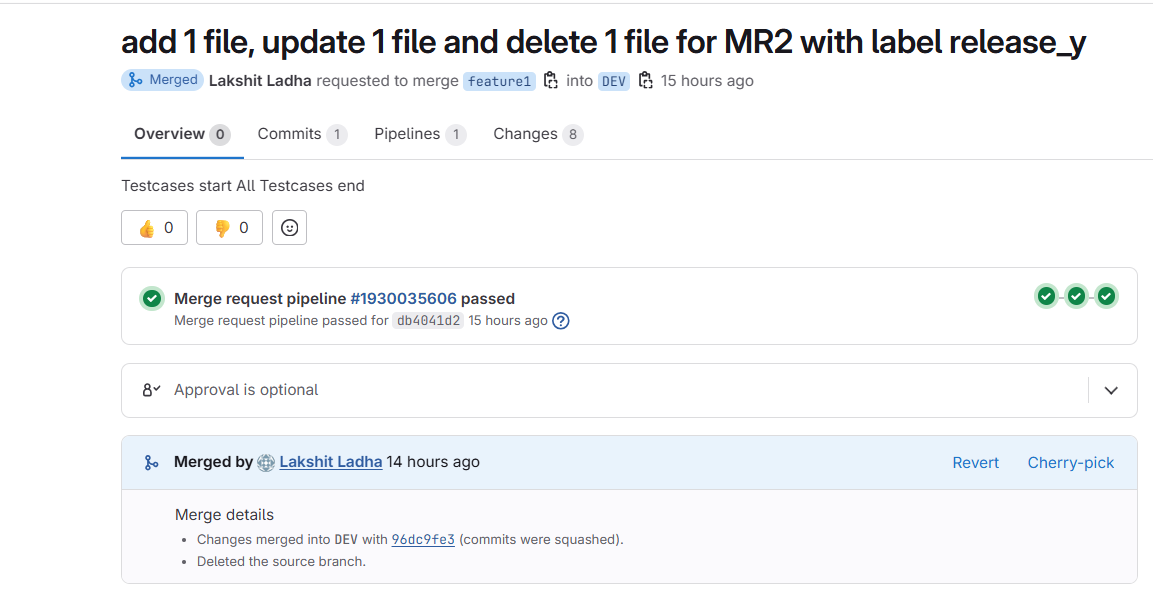 add 1 file, update 1 file and delete 1 file for MR2 with label release_y
Merged Lakshit Ladha requested to merge feature1 into DEV 15 hours ago
Overview 0 Commits 1 Pipelines 1 Changes 8
Testcases start All Testcases end
👍 0 👎 0
Merge request pipeline #1930035606 passed
Merge request pipeline passed for db4041d2 15 hours ago
Approval is optional
Merged by Lakshit Ladha 14 hours ago Revert Cherry-pick
Merge details
• Changes merged into DEV with 96dc9fe3 (commits were squashed).
• Deleted the source branch.